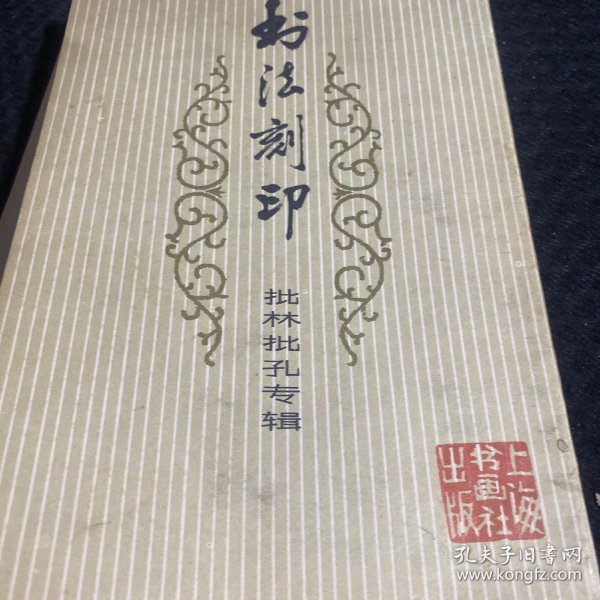 书法刻印
批林批孔专辑
上海
书画社
出版
孔夫子旧书网
www.kongfz.com